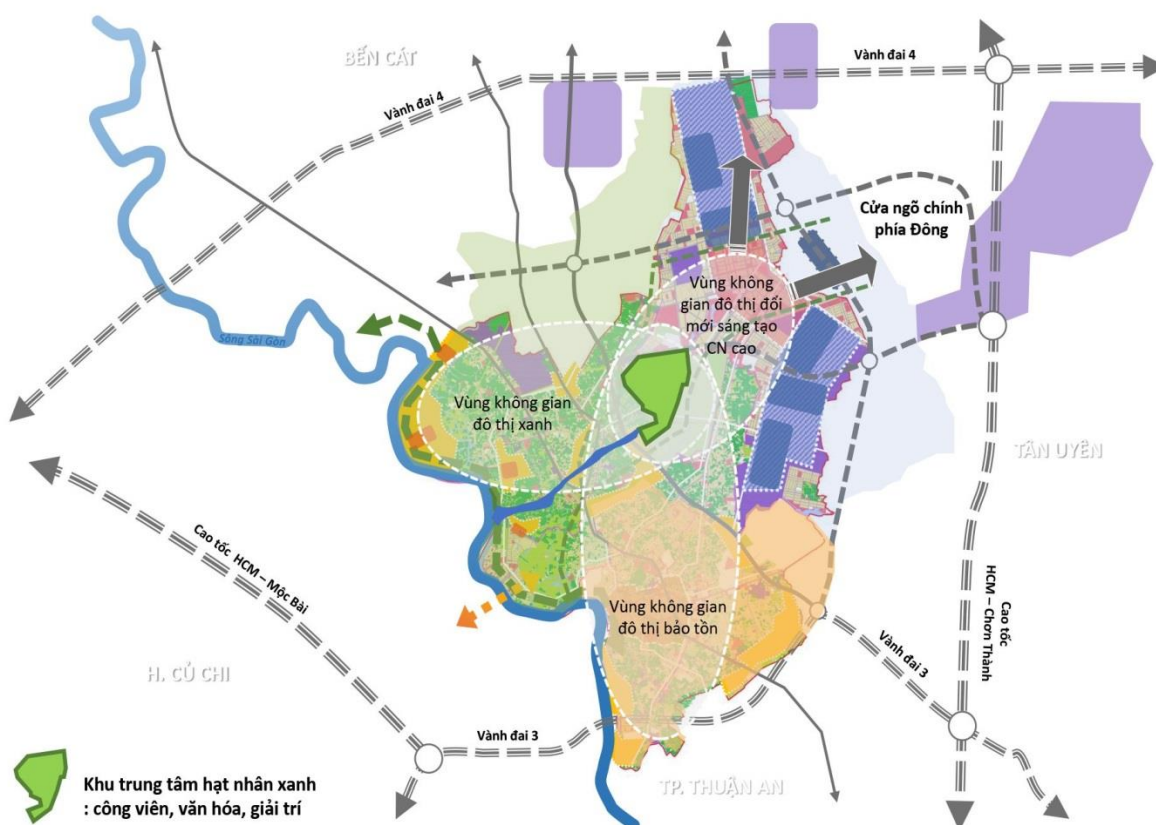 BẾN CÁT
Vành đai 4
Vành đai 4
Cửa ngõ chính
phía Đông
Vùng không
gian đô thị đổi
mới sáng tạo
CN cao
Sông Sài Gòn
Vùng không gian
đô thị xanh
TÂN UYÊN
Cao tốc HCM – Mộc Bài
Cao tốc
HCM – Chơn Thành
Vùng không gian
đô thị bảo tồn
Vành đai 3
H. CỦ CHI
Vành đai 3
TP. THUẬN AN
Khu trung tâm hạt nhân xanh
: công viên, văn hóa, giải trí